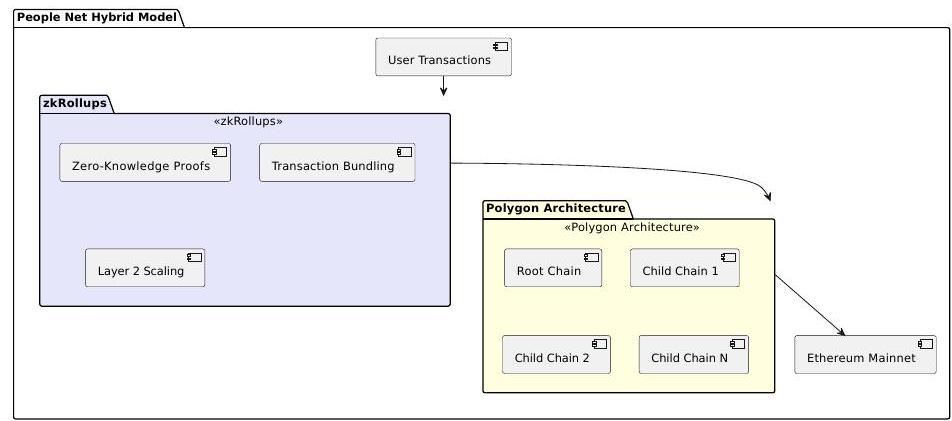 People Net Hybrid Model
User Transactions
zkRollups
«zkRollups»
Zero-Knowledge Proofs
Transaction Bundling
Layer 2 Scaling
Polygon Architecture
«Polygon Architecture»
Root Chain
Child Chain 1
Child Chain 2
Child Chain N
Ethereum Mainnet